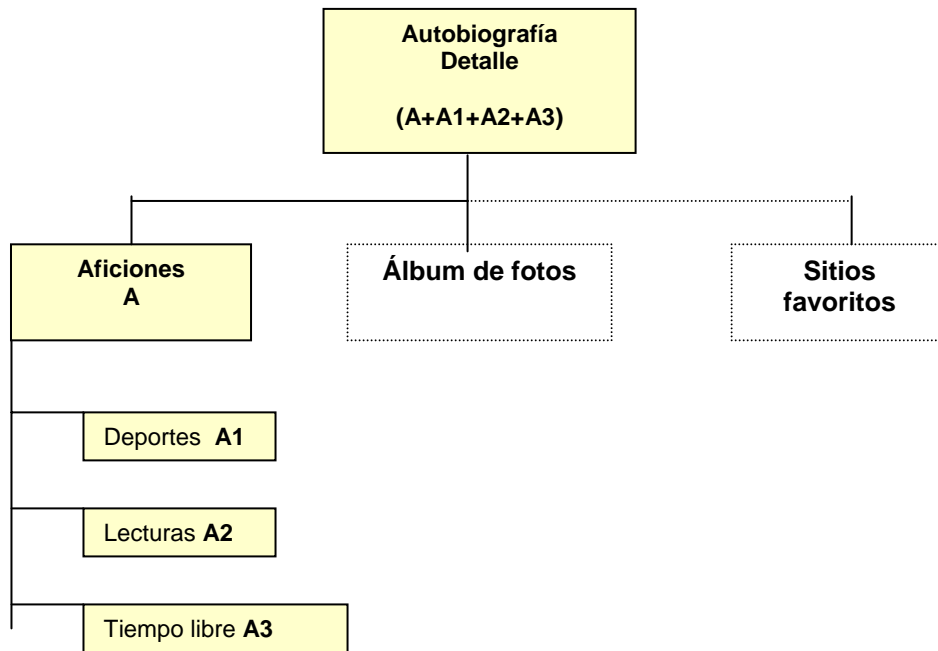 Autobiografía
Detalle
(A+A1+A2+A3)
Aficiones
A
Álbum de fotos
Sitios
favoritos
Deportes A1
Lecturas A2
Tiempo libre A3